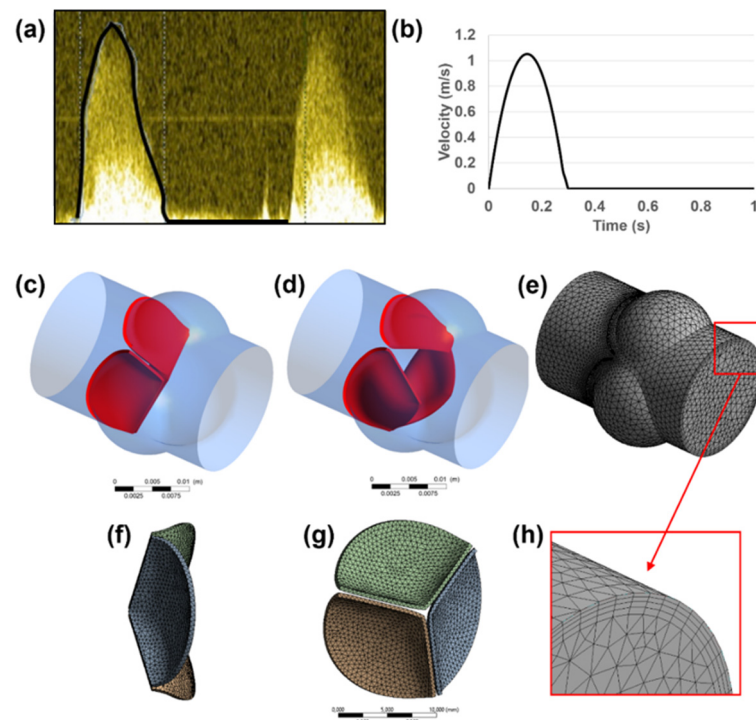 (a)
(b)
1.2
1
0.8
0.6
0.4
0.2
0
Velocity (m/s)
0 0.2 0.4 0.6 0.8 1
Time (s)
(c)
(d)
(e)
0 0.005 0.01 (m)
0.0025 0.0075
0 0.005 0.01 (m)
0.0025 0.0075
(f)
(g)
(h)
0,000 5,000 10,000 (mm)